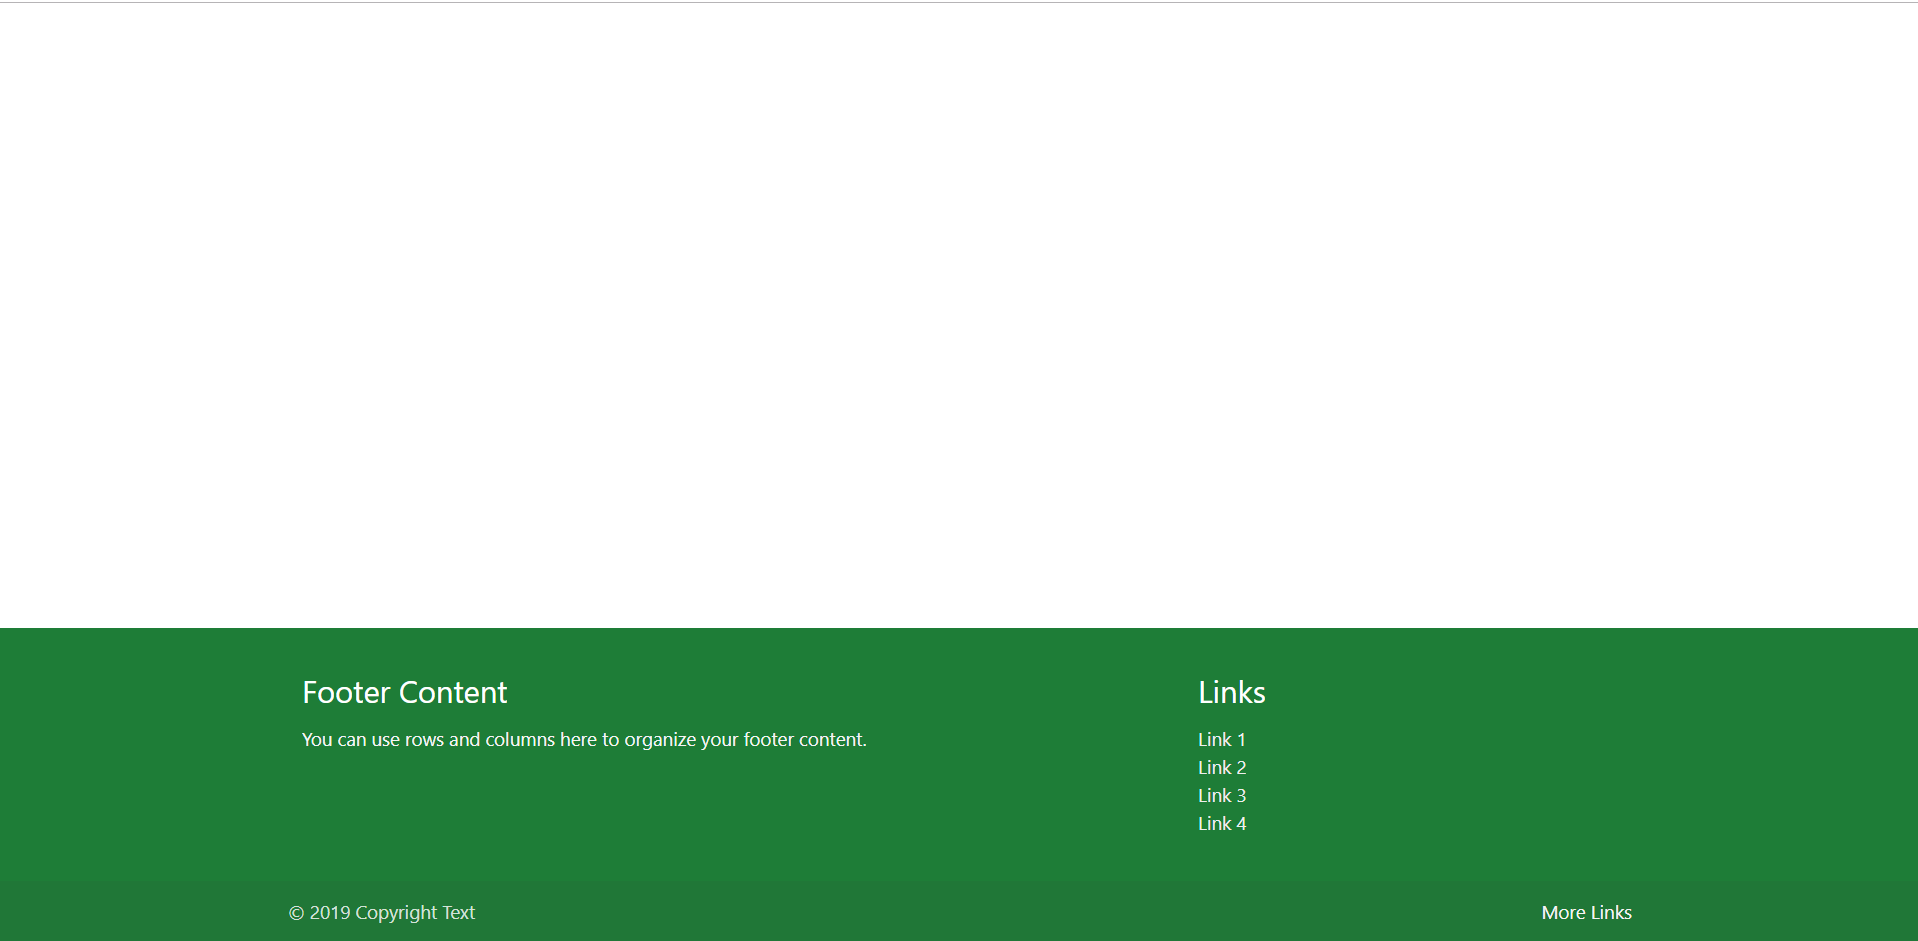 Footer Content
You can use rows and columns here to organize your footer content.
Links
Link 1
Link 2
Link 3
Link 4
© 2019 Copyright Text
More Links